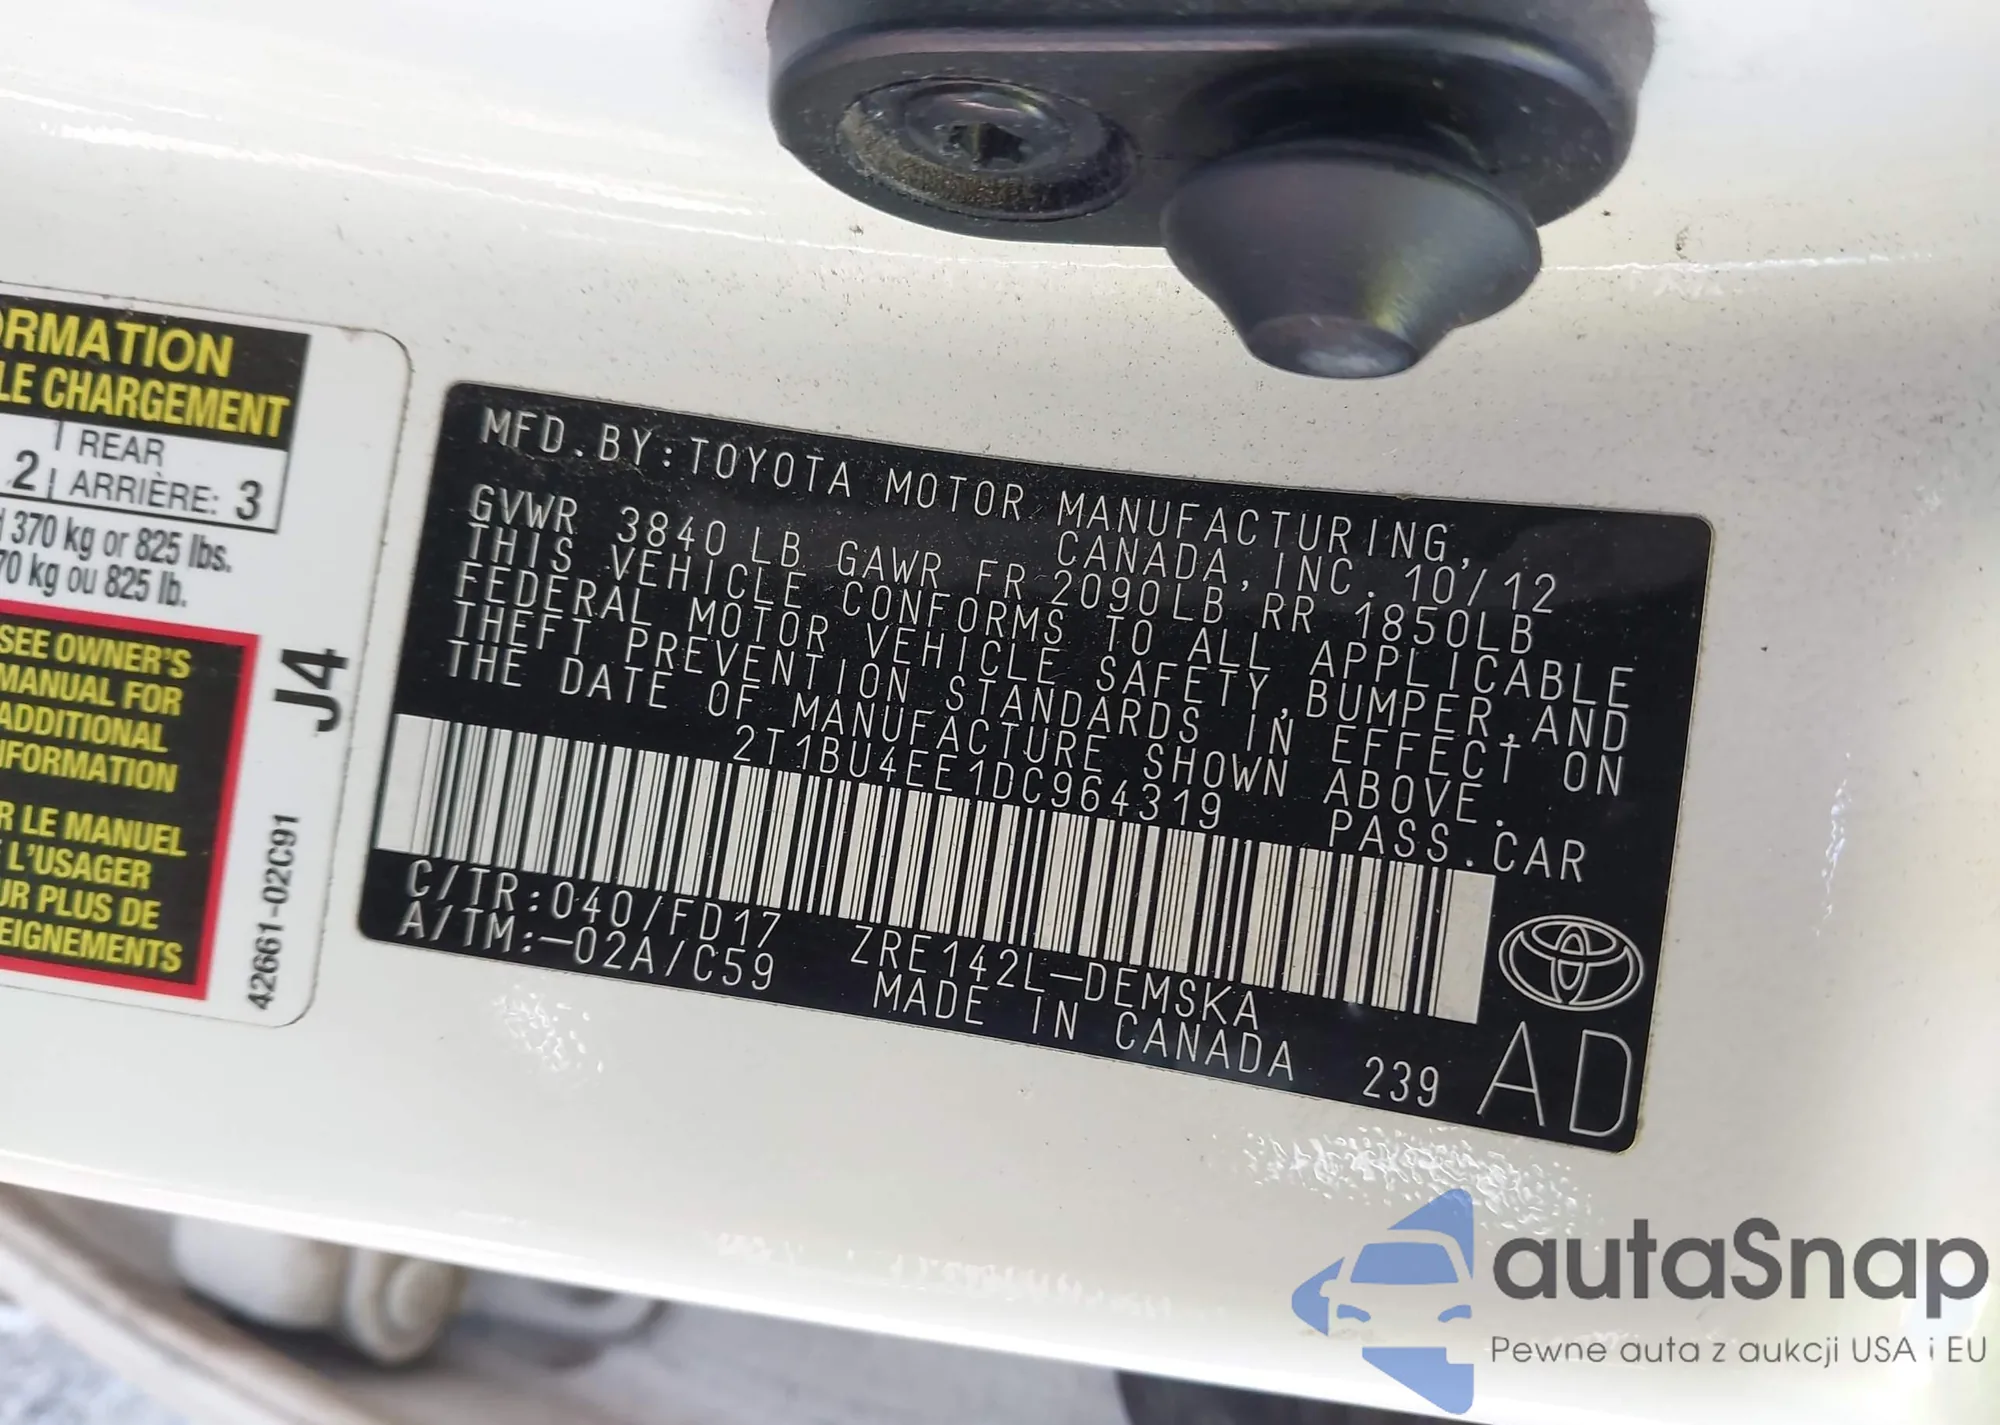 ORMATION
LE CHARGEMENT
2 REAR
ARRIÈRE: 3
370 kg or 825 lbs.
70 kg ou 825 lb.
SEE OWNER'S
MANUAL FOR
ADDITIONAL
NFORMATION
R LE MANUEL
L'USAGER
UR PLUS DE
EIGNEMENTS
J4
42661-02C91
MFD.BY:TOYOTA MOTOR MANUFACTURING,
CANADA,INC. 10/12
GVWR 3840 LB GAWR FR 2090LB RR 1850LB
THIS VEHICLE CONFORMS TO ALL APPLICABLE
FEDERAL MOTOR VEHICLE SAFETY,BUMPER,AND
THEFT PREVENTION STANDARDS IN EFFECT ON
THE DATE OF MANUFACTURE SHOWN ABOVE.
2T1BU4EE1DC964319 PASS.CAR
C/TR:040/FD17 ZRE142L-DEMSKA
A/TM:-02A/C59 MADE IN CANADA 239
AD
autaSnap
Pewne auta z aukcji USA i EU